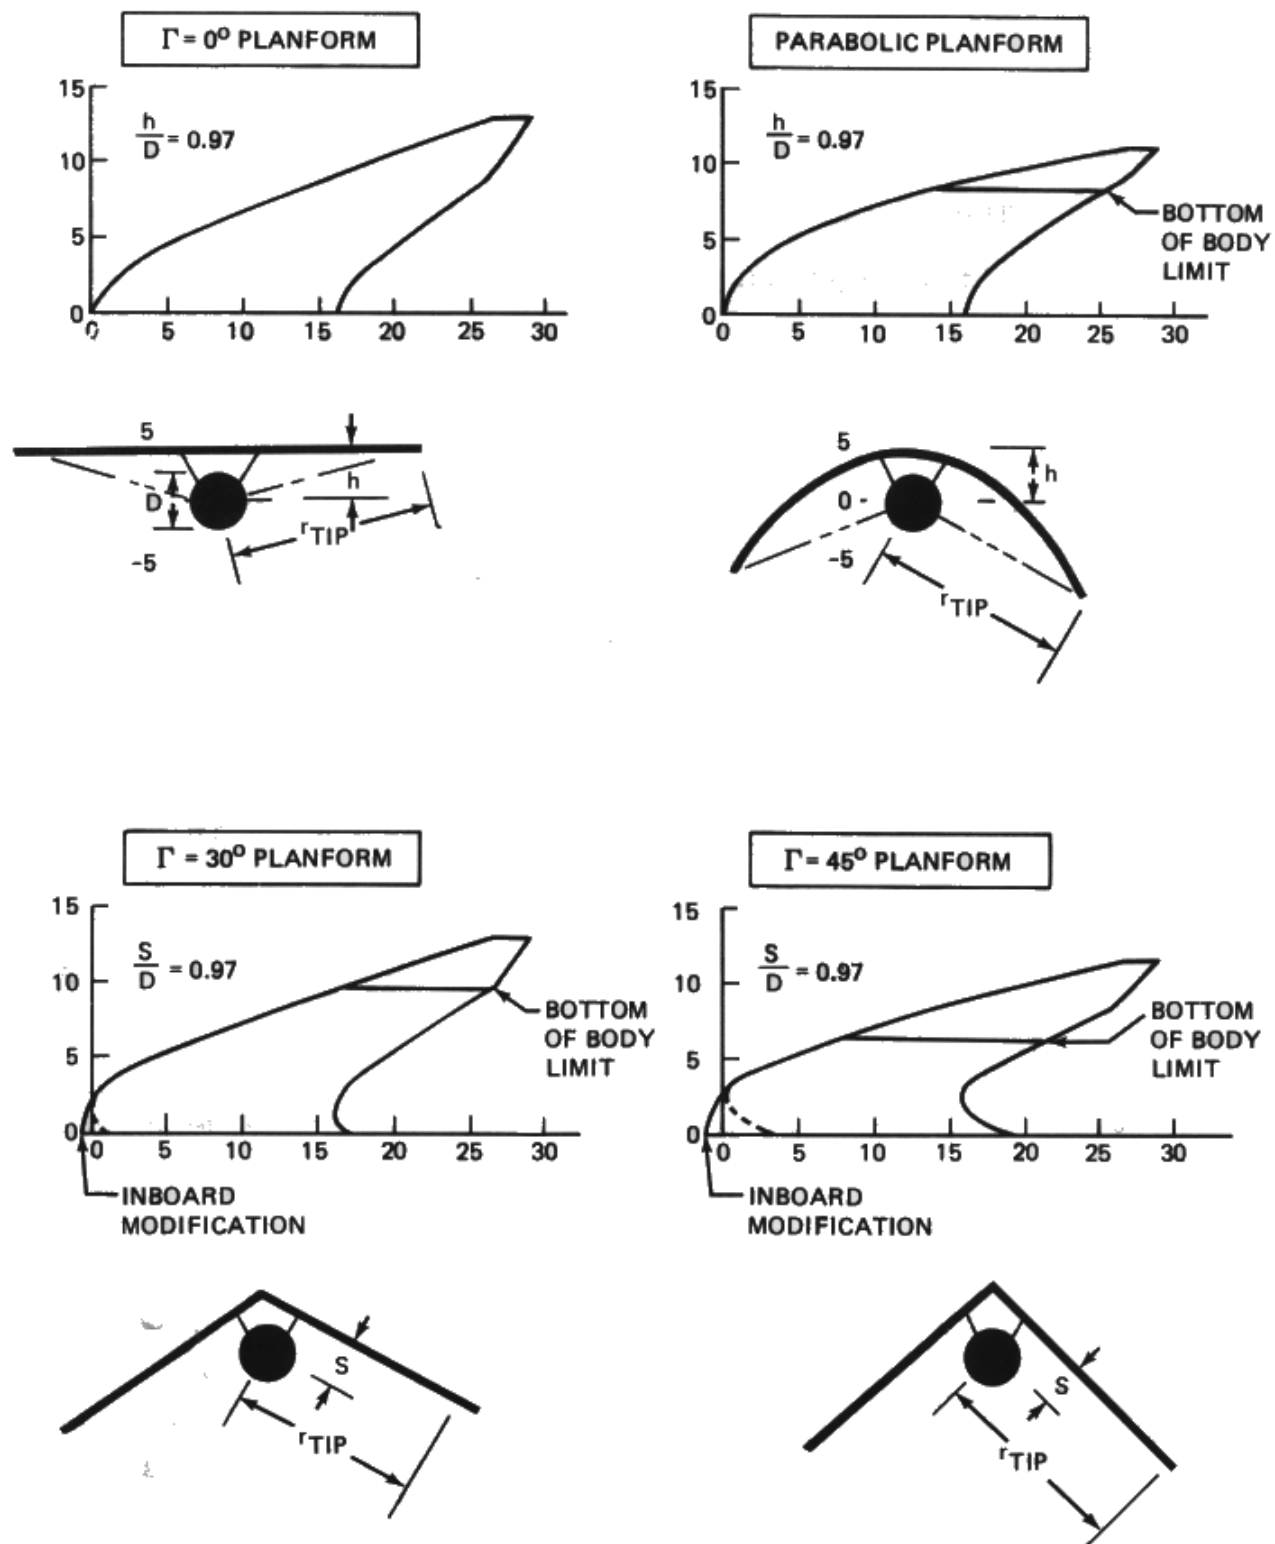 Γ = 0° PLANFORM
15
10
5
0
h
D
= 0.97
0
5
10
15
20
25
30
PARABOLIC PLANFORM
15
10
5
0
h
D
= 0.97
BOTTOM
OF BODY
LIMIT
0
5
10
15
20
25
30
5
D
h
rTIP
-5
5
0
-5
h
rTIP
Γ = 30° PLANFORM
15
10
5
0
S
D
= 0.97
BOTTOM
OF BODY
LIMIT
0
5
10
15
20
25
30
INBOARD
MODIFICATION
Γ = 45° PLANFORM
15
10
5
0
S
D
= 0.97
BOTTOM
OF BODY
LIMIT
0
5
10
15
20
25
30
INBOARD
MODIFICATION
S
rTIP
S
rTIP